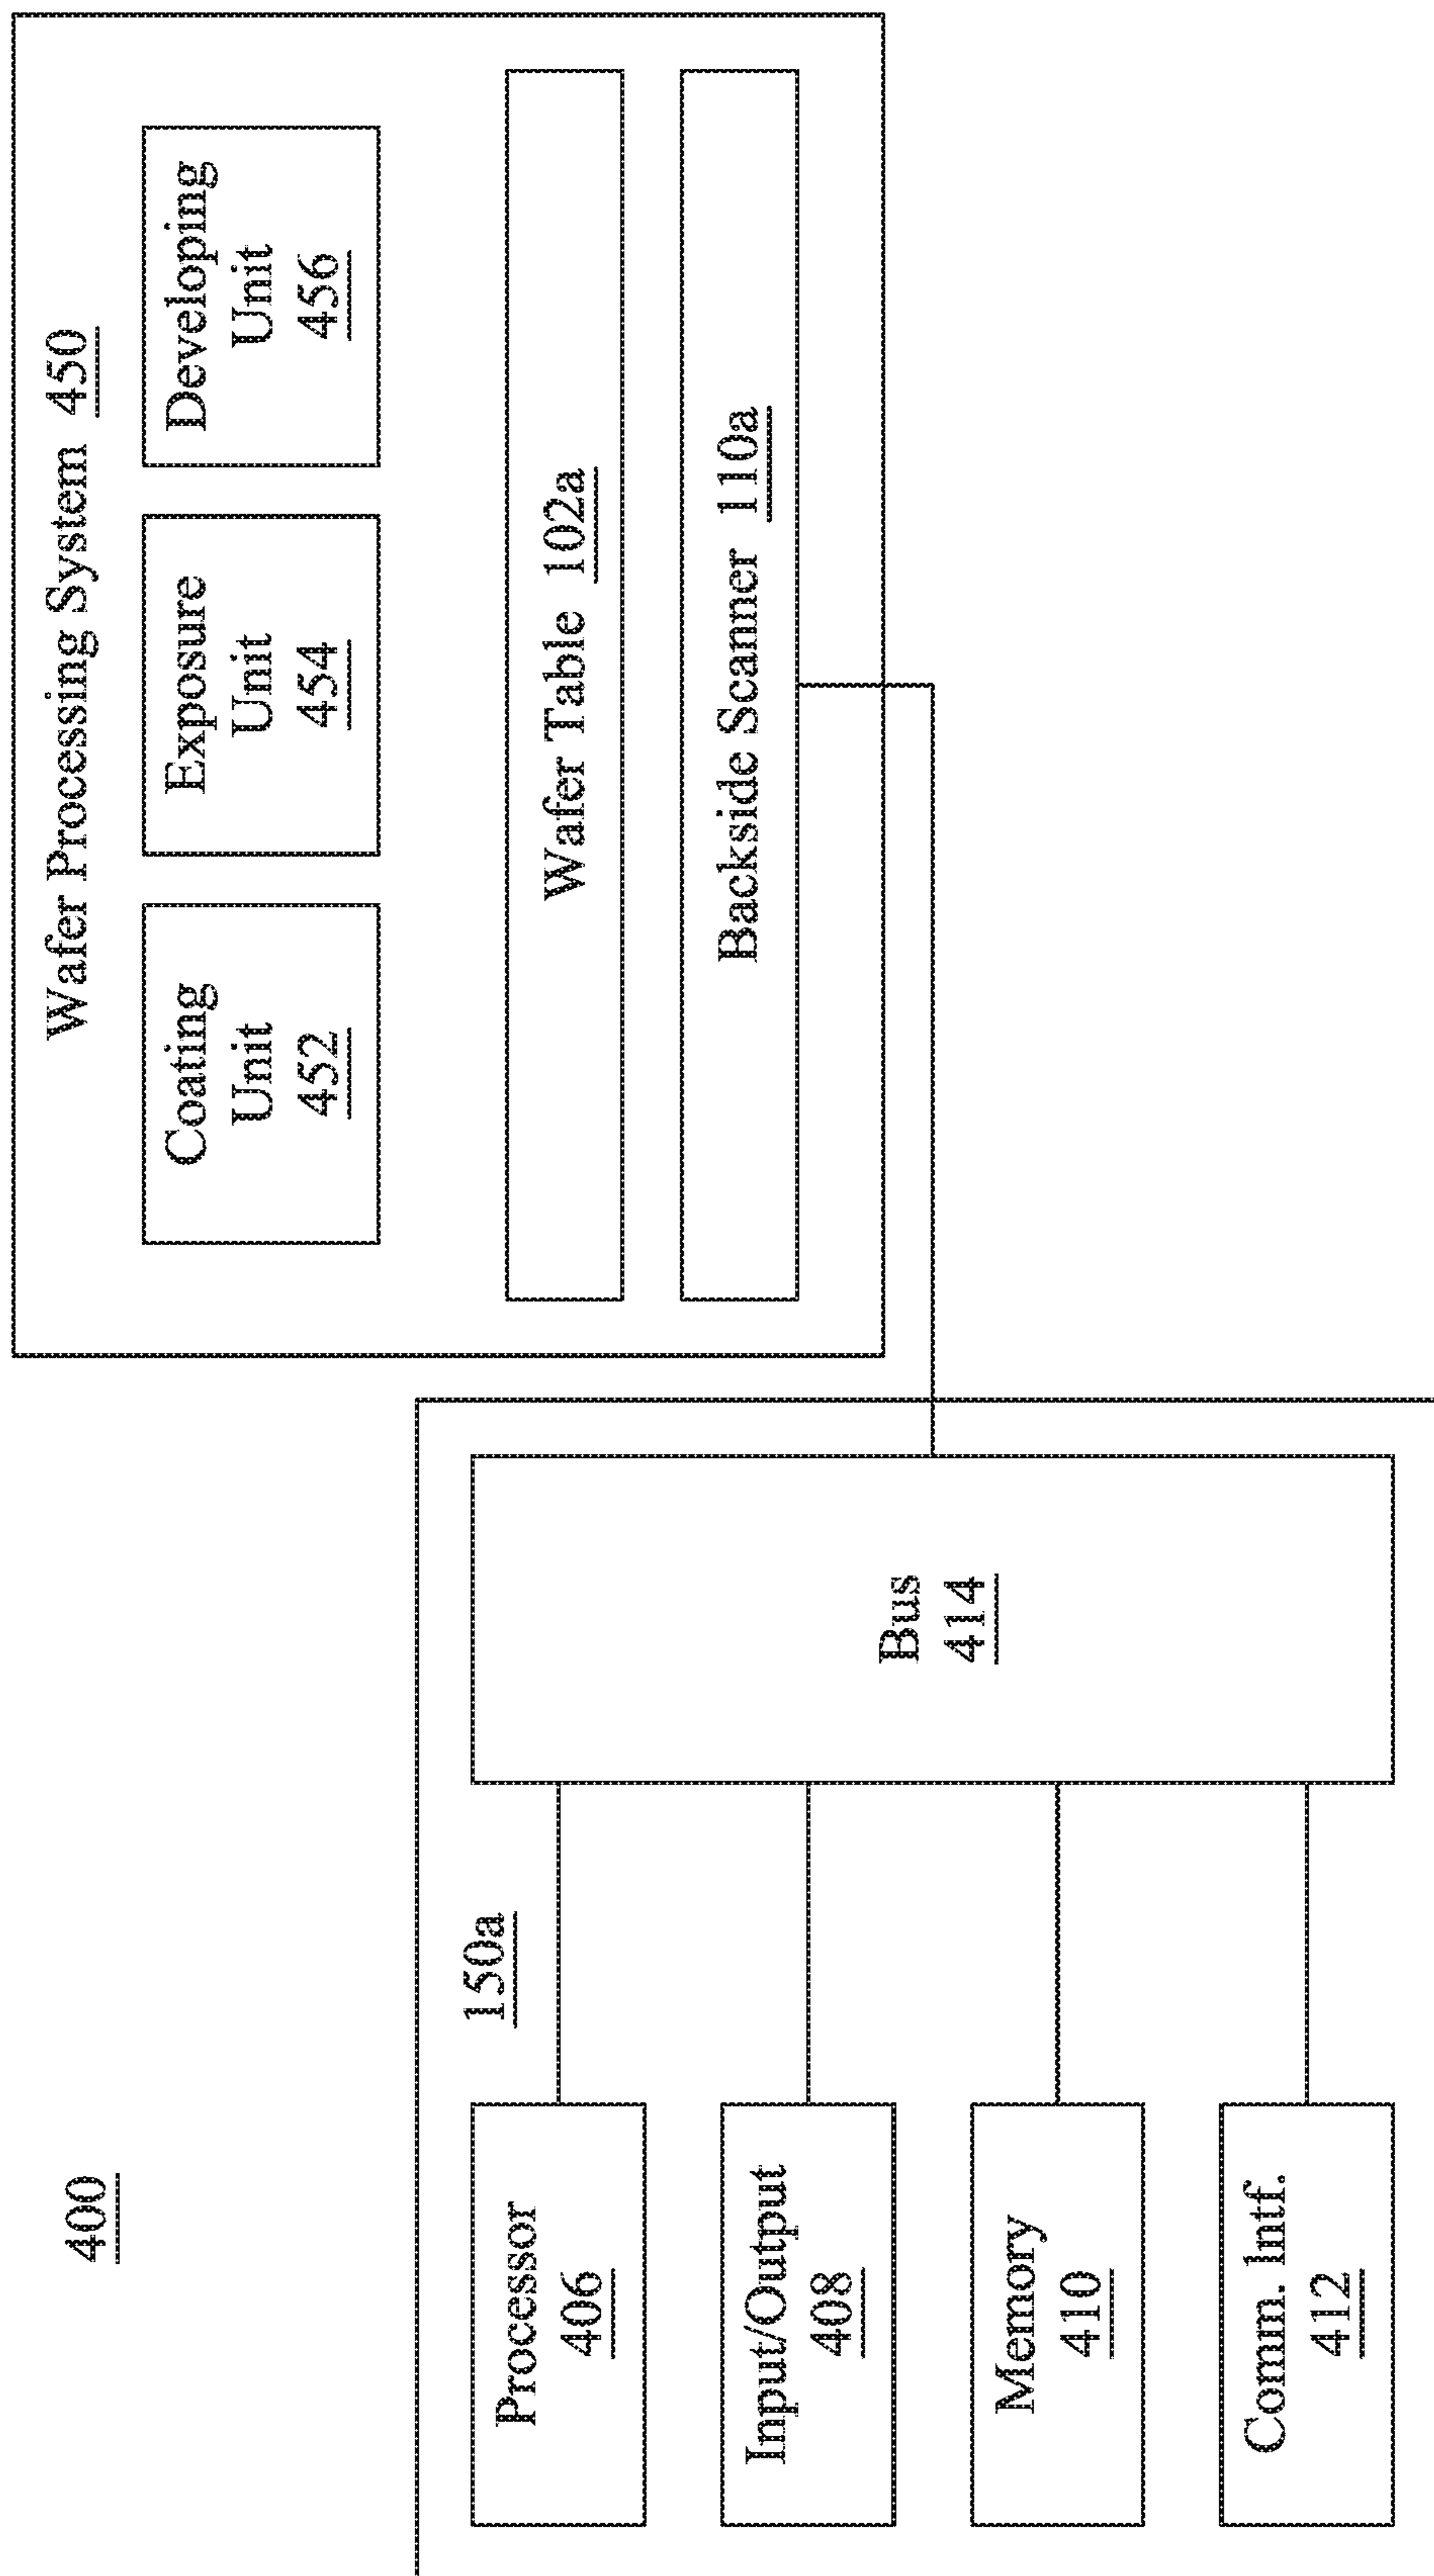 400
Wafer Processing System 450
Coating
Unit
452
Exposure
Unit
454
Developing
Unit
456
Wafer Table 102a
Backside Scanner 110a
150a
Processor
406
Input/Output
408
Memory
410
Comm. Intf.
412
Bus
414